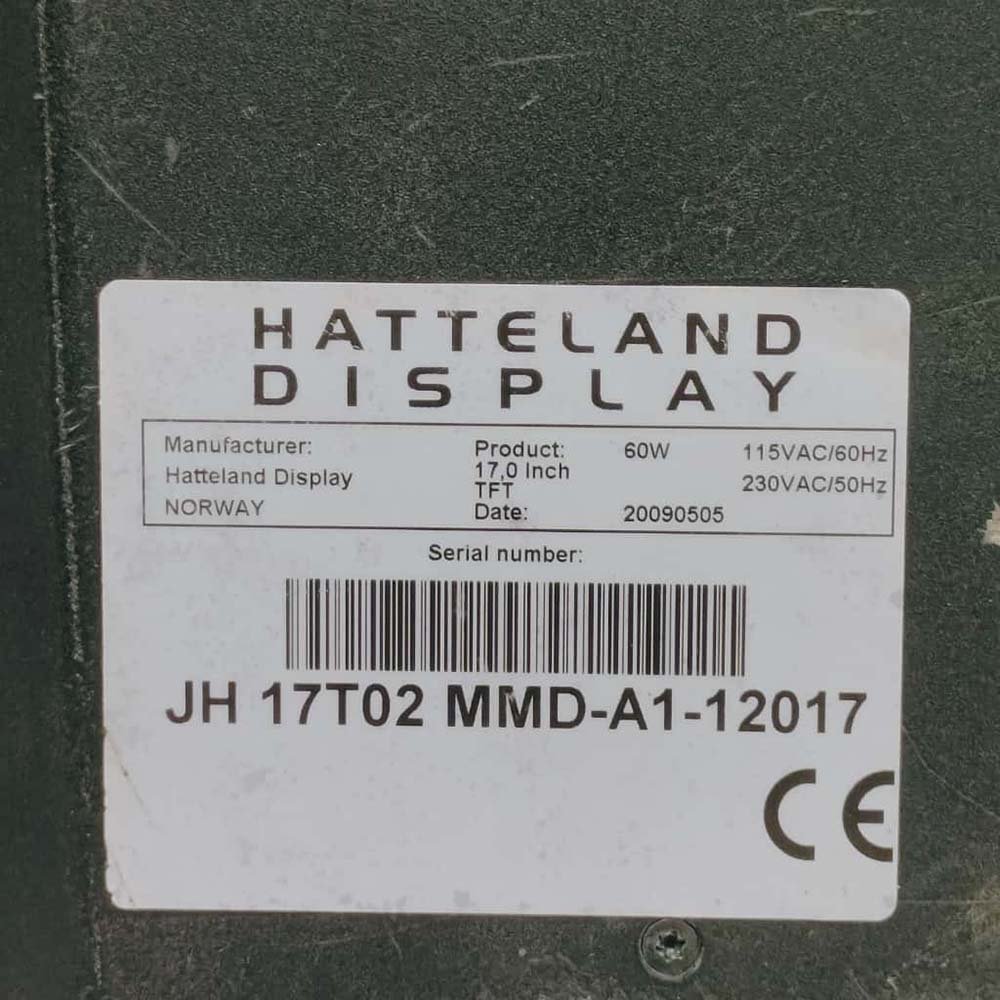 HATTELAND
DISPLAY
Manufacturer:
Hatteland Display
NORWAY
Product: 60W 115VAC/60Hz
17,0 Inch
TFT 230VAC/50Hz
Date: 20090505
Serial number:
JH 17T02 MMD-A1-12017
CE